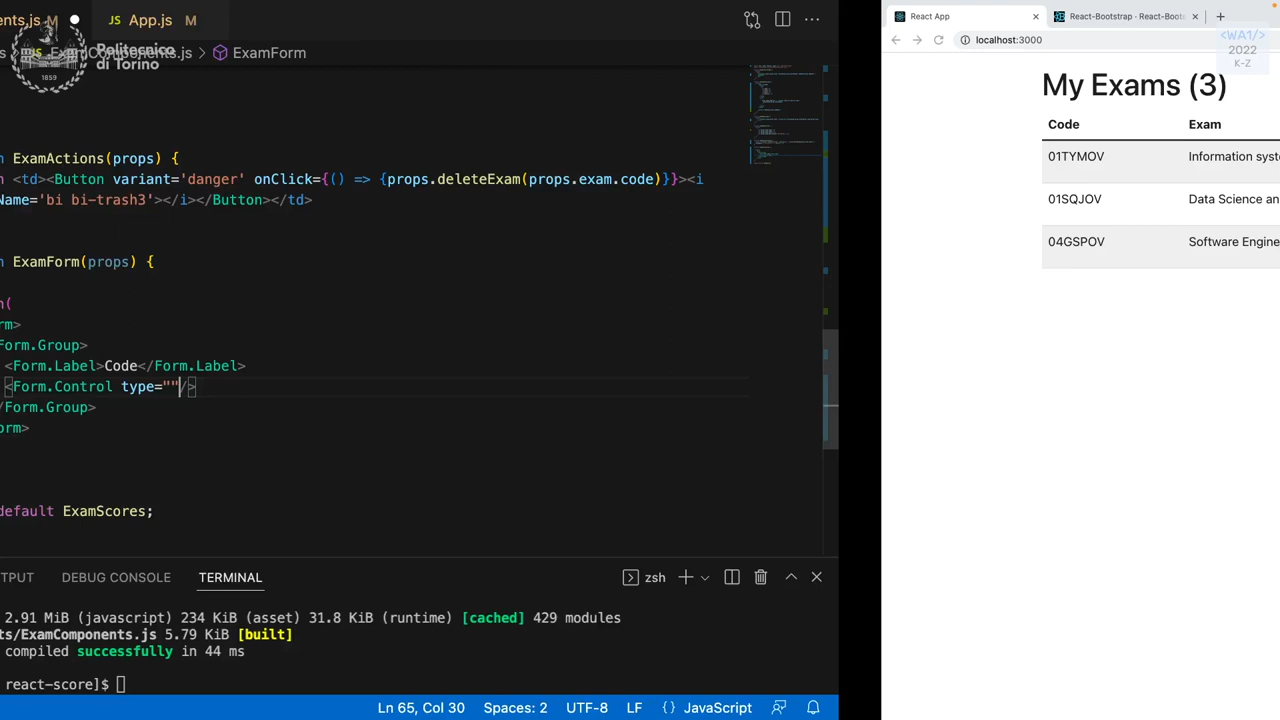 ents.js M
App.js M
Politecnico
di Torino
1859
ExamComponents.js > ExamForm
n ExamActions(props) {
n <td><Button variant='danger' onClick={() => {props.deleteExam(props.exam.code)}}><i
Name='bi bi-trash3'></i></Button></td>
n ExamForm(props) {
n(
rm>
Form.Group>
<Form.Label>Code</Form.Label>
<Form.Control type=""/>
/Form.Group>
orm>
default ExamScores;
TPUT
DEBUG CONSOLE
TERMINAL
zsh
2.91 MiB (javascript) 234 KiB (asset) 31.8 KiB (runtime) [cached] 429 modules
ts/ExamComponents.js 5.79 KiB [built]
compiled successfully in 44 ms
react-score]$
Ln 65, Col 30
Spaces: 2
UTF-8
LF
{} JavaScript
React App
React-Bootstrap · React-Boots
localhost:3000
<WA1/>
2022
K-Z
My Exams (3)
Code Exam
01TYMOV Information syst
01SQJOV Data Science an
04GSPOV Software Engine